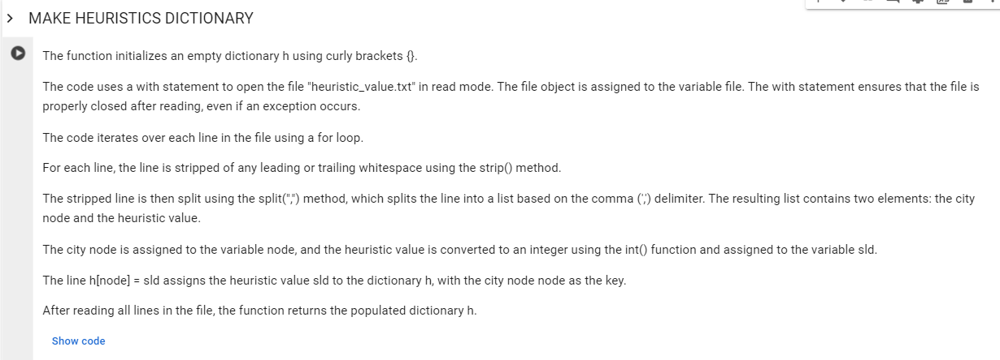 MAKE HEURISTICS DICTIONARY
The function initializes an empty dictionary h using curly brackets {}.
The code uses a with statement to open the file "heuristic_value.txt" in read mode. The file object is assigned to the variable file. The with statement ensures that the file is
properly closed after reading, even if an exception occurs.
The code iterates over each line in the file using a for loop.
For each line, the line is stripped of any leading or trailing whitespace using the strip() method.
The stripped line is then split using the split(",") method, which splits the line into a list based on the comma (',') delimiter. The resulting list contains two elements: the city
node and the heuristic value.
The city node is assigned to the variable node, and the heuristic value is converted to an integer using the int() function and assigned to the variable sld.
The line h[node] = sld assigns the heuristic value sld to the dictionary h, with the city node node as the key.
After reading all lines in the file, the function returns the populated dictionary h.
Show code